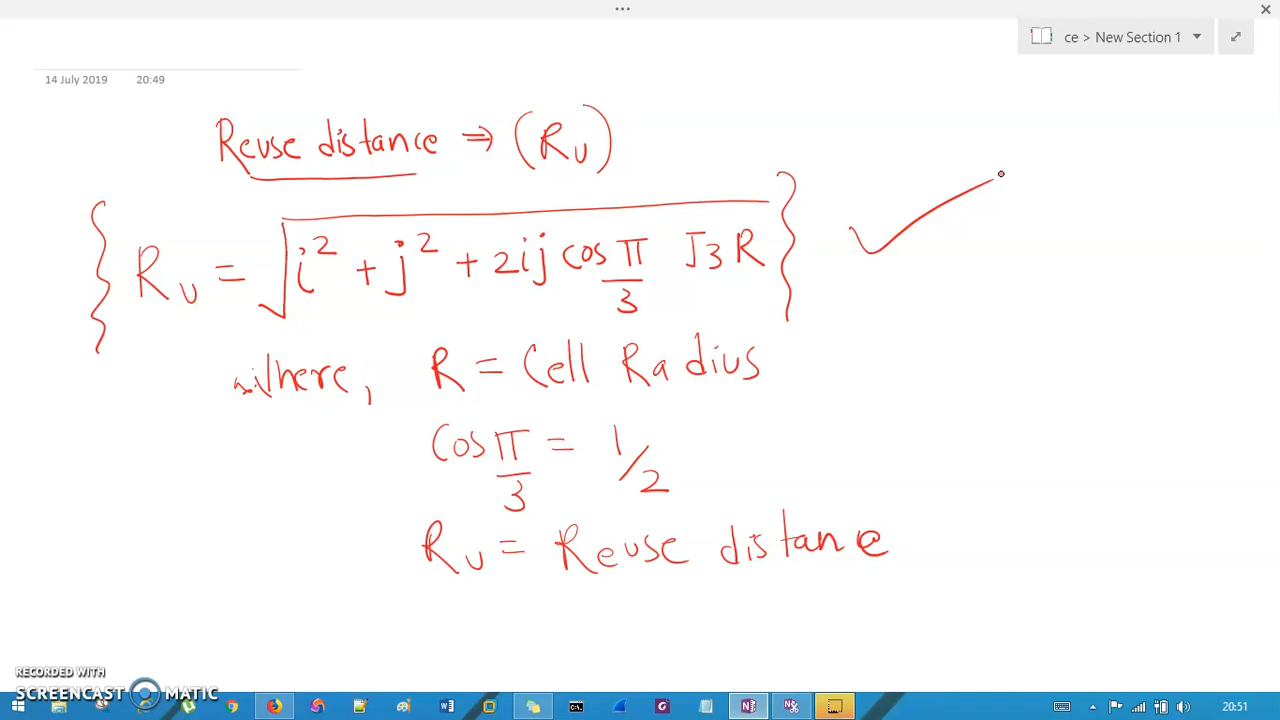 ce > New Section 1
14 July 2019 20:49
Reuse distance ⇒ (Ru)
{ Ru = √(i² + j² + 2ij cos π/3 √3 R) }
where, R = Cell Radius
Cos π/3 = 1/2
Ru = Reuse distance
RECORDED WITH
SCREENCAST MATIC
20:51